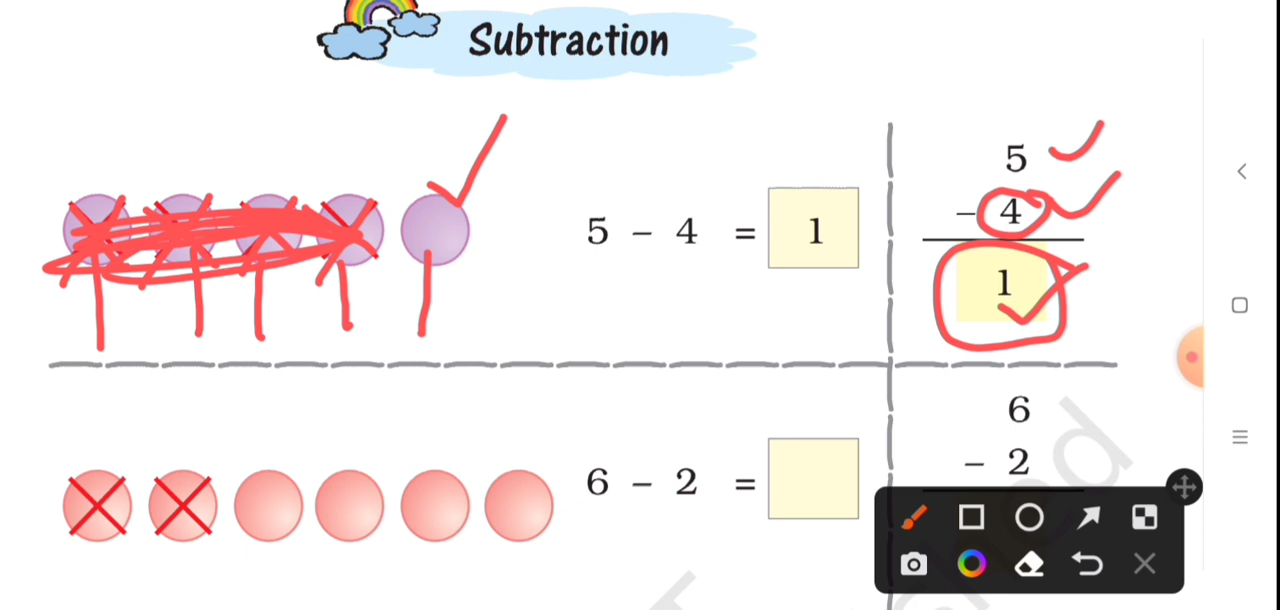 Subtraction
5 - 4 = 1
5
- 4
1
6 - 2 =
6
- 2